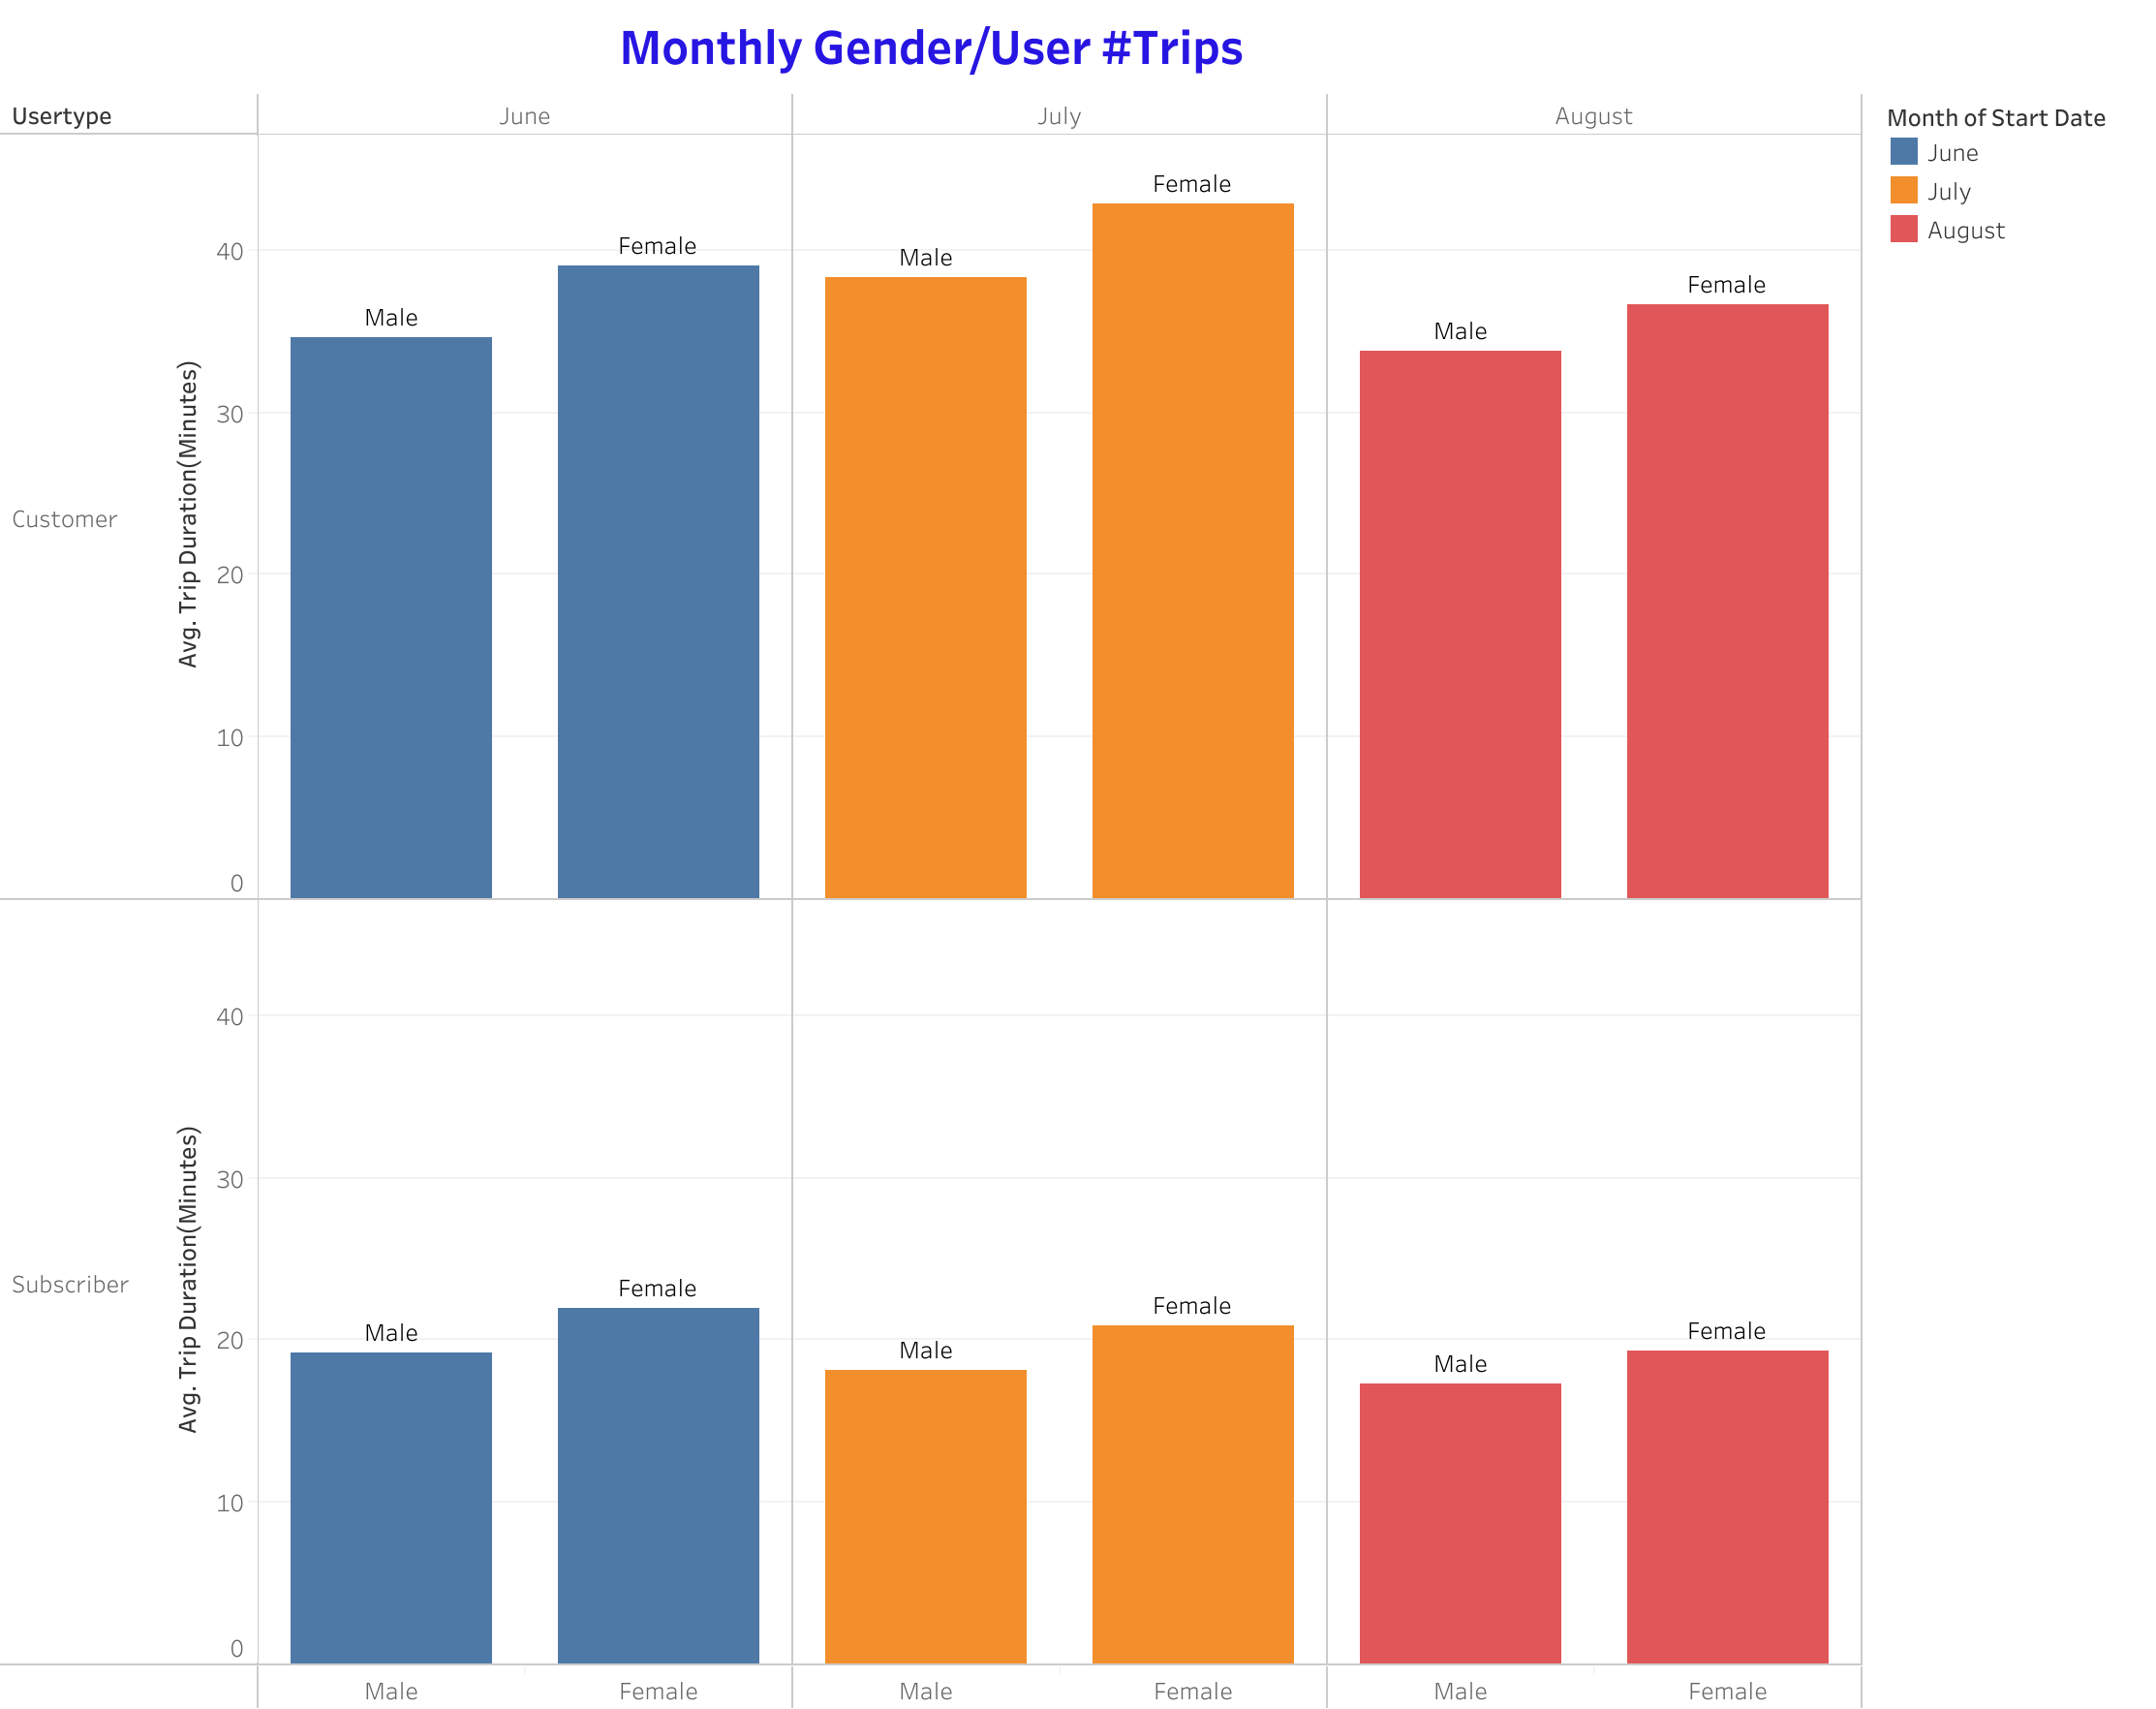 Monthly Gender/User #Trips
Usertype
June
July
August
Month of Start Date
June
July
August
Customer
Avg. Trip Duration(Minutes)
40
30
20
10
0
Male
Female
Male
Female
Male
Female
Subscriber
Avg. Trip Duration(Minutes)
40
30
20
10
0
Male
Female
Male
Female
Male
Female
Male
Female
Male
Female
Male
Female